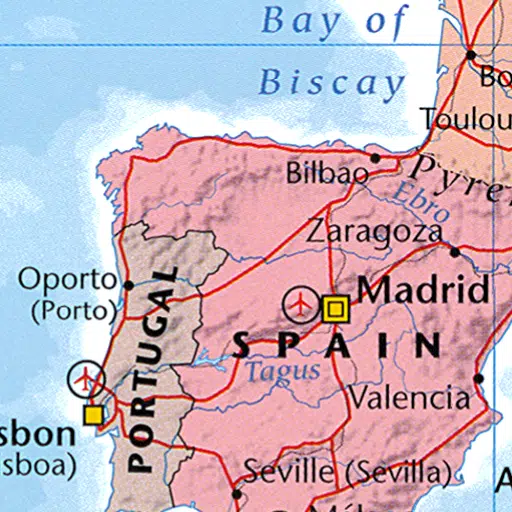 Bay of
Biscay
Bo
Toulou
Bilbao
Pyre
Ebro
Zaragoza
Oporto
(Porto)
Madrid
PORTUGAL
SPAIN
Tagus
Valencia
sbon
sboa)
Seville (Sevilla)